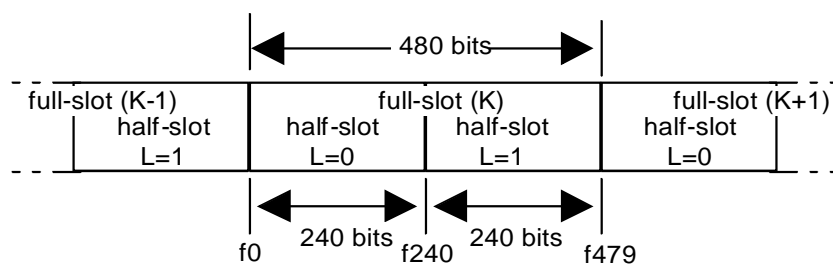 480 bits
full-slot (K-1) full-slot (K) full-slot (K+1)
half-slot half-slot half-slot half-slot
L=1 L=0 L=1 L=0
240 bits 240 bits
f0 f240 f479